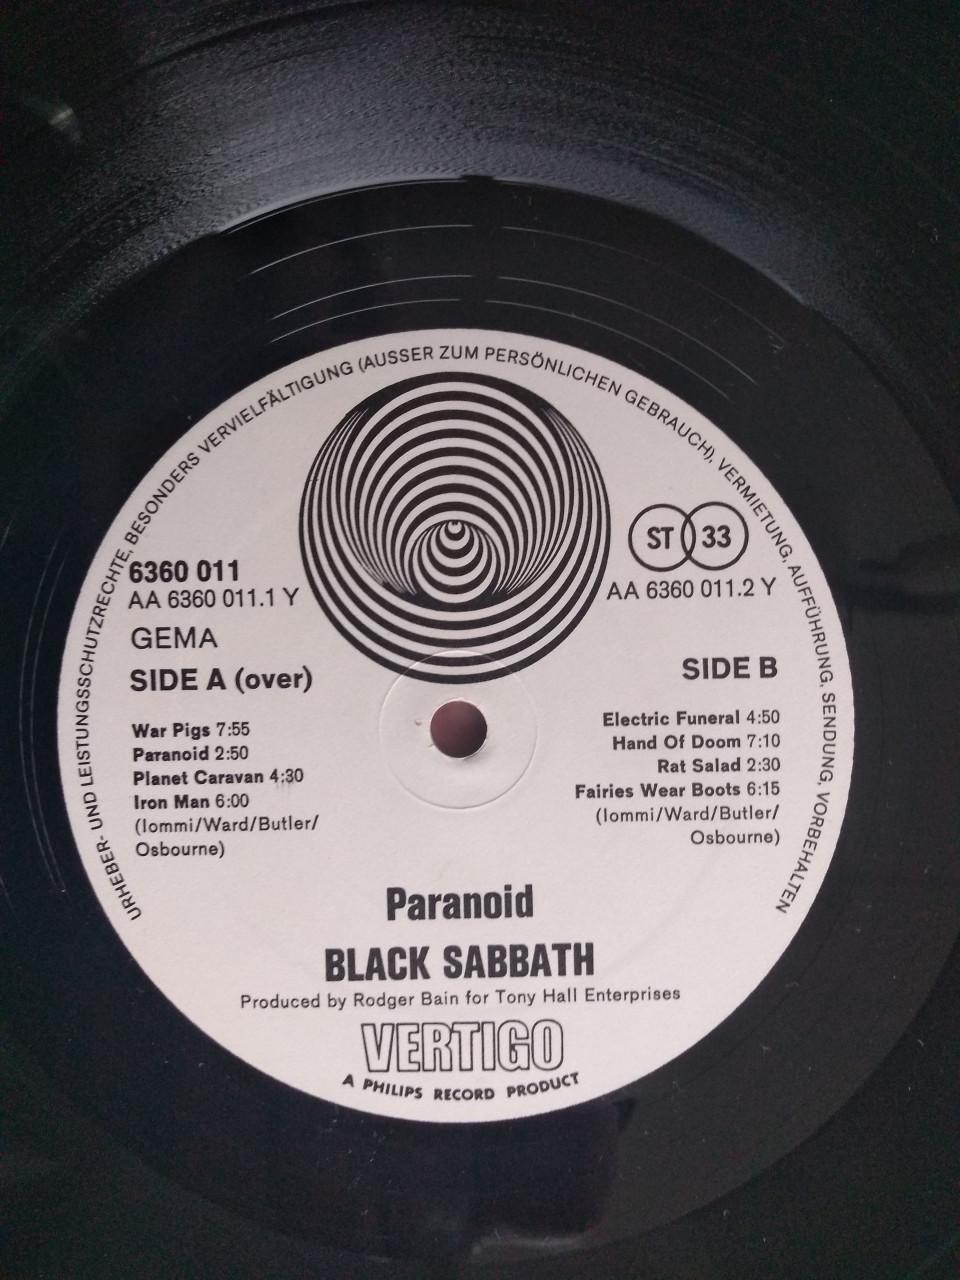 URHEBER- UND LEISTUNGSSCHUTZRECHTE, BESONDERS VERVIELFÄLTIGUNG (AUSSER ZUM PERSÖNLICHEN GEBRAUCH), VERMIETUNG, AUFFÜHRUNG, SENDUNG, VORBEHALTEN
ST 33
6360 011
AA 6360 011.1 Y
AA 6360 011.2 Y
GEMA
SIDE A (over)
War Pigs 7:55
Paranoid 2:50
Planet Caravan 4:30
Iron Man 6:00
(Iommi/Ward/Butler/
Osbourne)
SIDE B
Electric Funeral 4:50
Hand Of Doom 7:10
Rat Salad 2:30
Fairies Wear Boots 6:15
(Iommi/Ward/Butler/
Osbourne)
Paranoid
BLACK SABBATH
Produced by Rodger Bain for Tony Hall Enterprises
VERTIGO
A PHILIPS RECORD PRODUCT